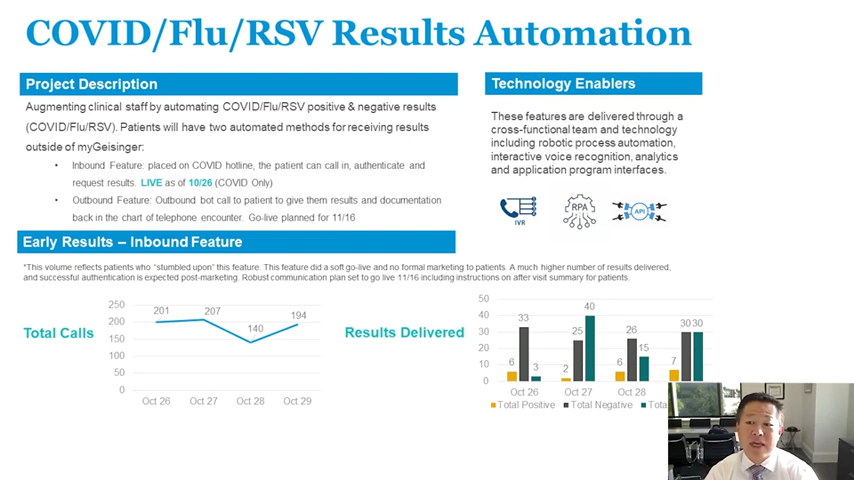 COVID/Flu/RSV Results Automation
Project Description
Augmenting clinical staff by automating COVID/Flu/RSV positive & negative results
(COVID/Flu/RSV). Patients will have two automated methods for receiving results
outside of myGeisinger:
• Inbound Feature: placed on COVID hotline, the patient can call in, authenticate and
request results. LIVE as of 10/26 (COVID Only)
• Outbound Feature: Outbound bot call to patient to give them results and documentation
back in the chart of telephone encounter. Go-live planned for 11/16
Technology Enablers
These features are delivered through a
cross-functional team and technology
including robotic process automation,
interactive voice recognition, analytics
and application program interfaces.
IVR
RPA
API
Early Results – Inbound Feature
*This volume reflects patients who “stumbled upon” this feature. This feature did a soft go-live and no formal marketing to patients. A much higher number of results delivered,
and successful authentication is expected post-marketing. Robust communication plan set to go live 11/16 including instructions on after visit summary for patients.
Total Calls
250
200
150
100
50
0
201
207
140
194
Oct 26
Oct 27
Oct 28
Oct 29
Results Delivered
50
40
30
20
10
0
6
33
3
2
25
40
6
26
15
7
30
30
Oct 26
Oct 27
Oct 28
Total Positive
Total Negative